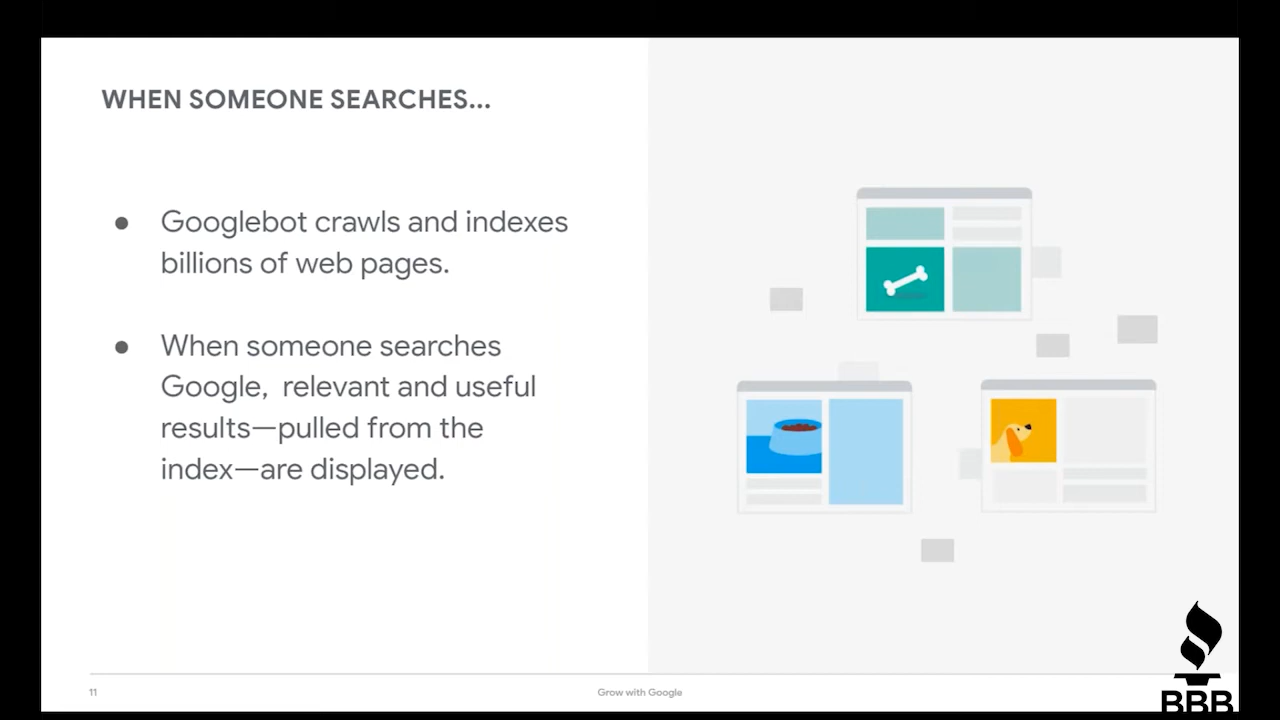 WHEN SOMEONE SEARCHES...
● Googlebot crawls and indexes
billions of web pages.
● When someone searches
Google,  relevant and useful
results—pulled from the
index—are displayed.
11
Grow with Google
BBB